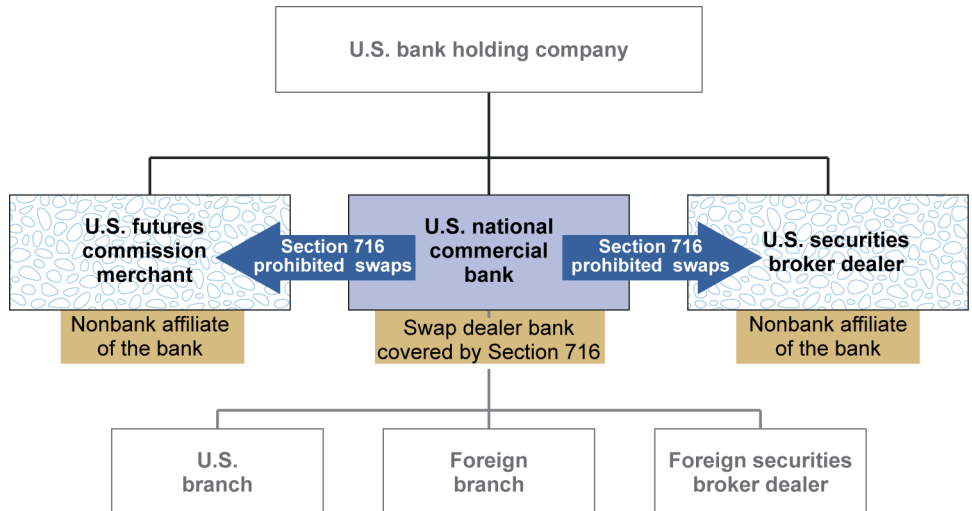 U.S. bank holding company
U.S. futures
commission
merchant
Section 716
prohibited swaps
U.S. national
commercial
bank
Section 716
prohibited swaps
U.S. securities
broker dealer
Nonbank affiliate
of the bank
Swap dealer bank
covered by Section 716
Nonbank affiliate
of the bank
U.S.
branch
Foreign
branch
Foreign securities
broker dealer